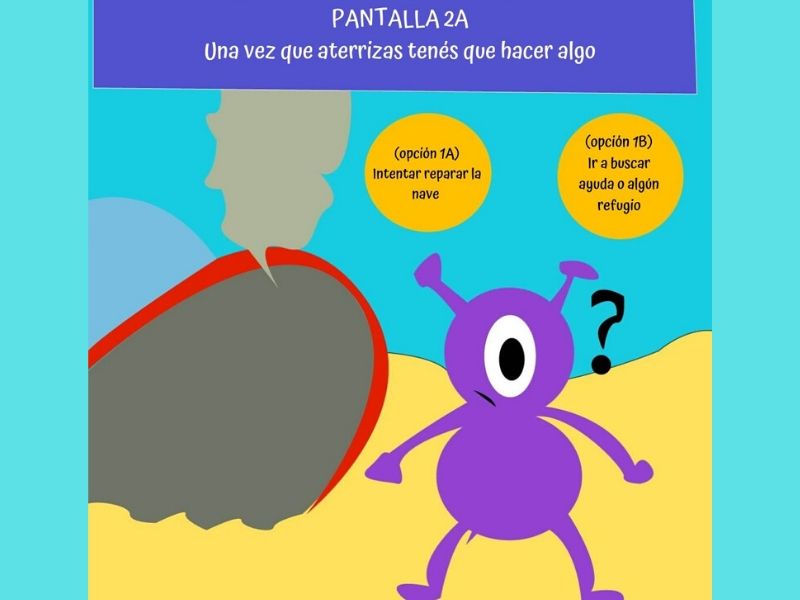 PANTALLA 2A
Una vez que aterrizas tenés que hacer algo
(opción 1A)
Intentar reparar la
nave
(opción 1B)
Ir a buscar
ayuda o algún
refugio
?